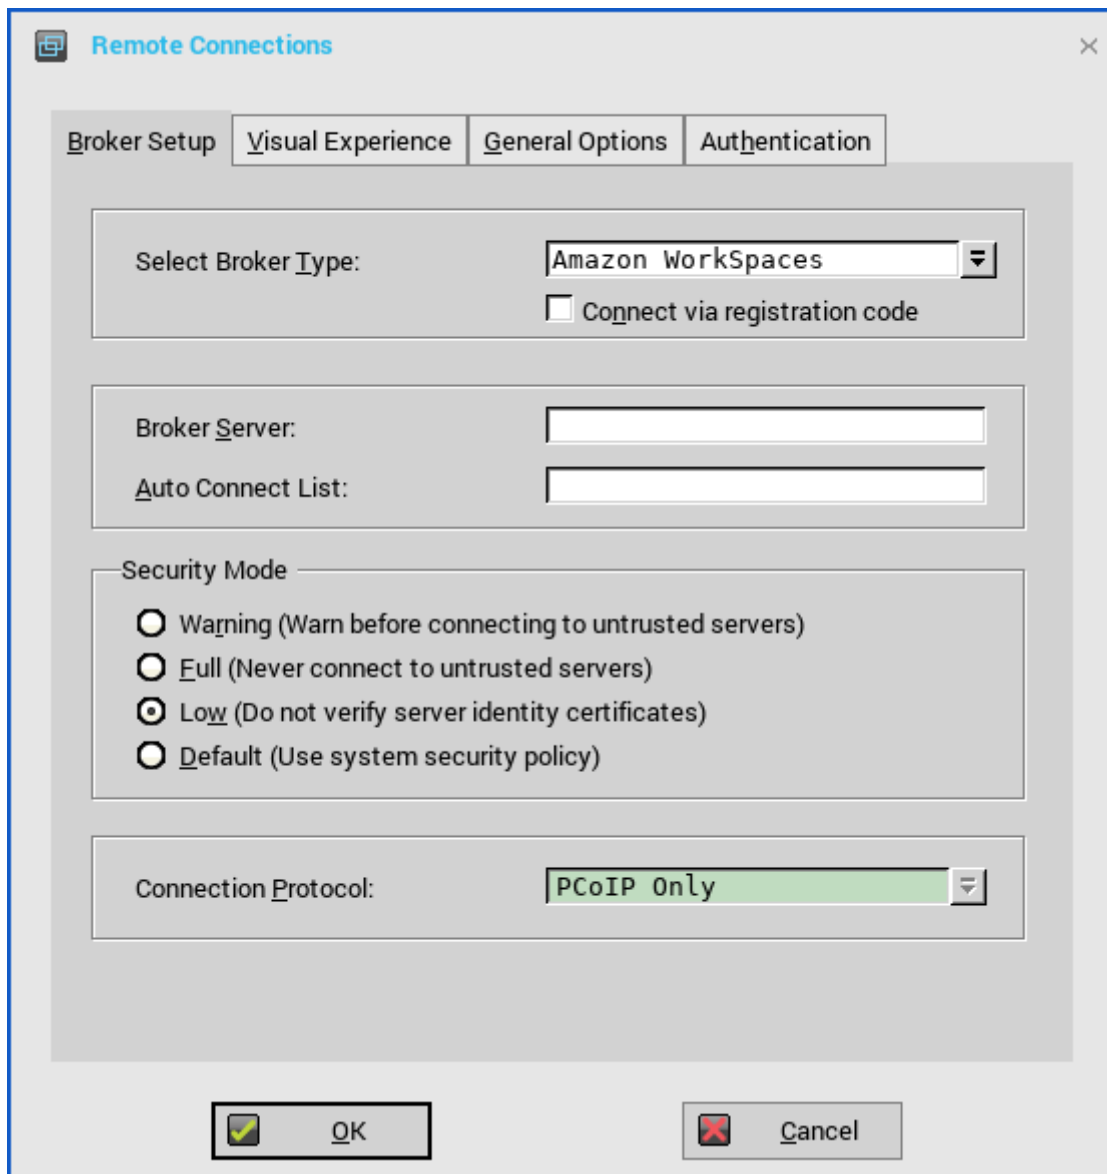 Remote Connections
Broker Setup Visual Experience General Options Authentication
Select Broker Type: Amazon WorkSpaces
Connect via registration code
Broker Server:
Auto Connect List:
Security Mode
Warning (Warn before connecting to untrusted servers)
Full (Never connect to untrusted servers)
Low (Do not verify server identity certificates)
Default (Use system security policy)
Connection Protocol: PCoIP Only
OK Cancel